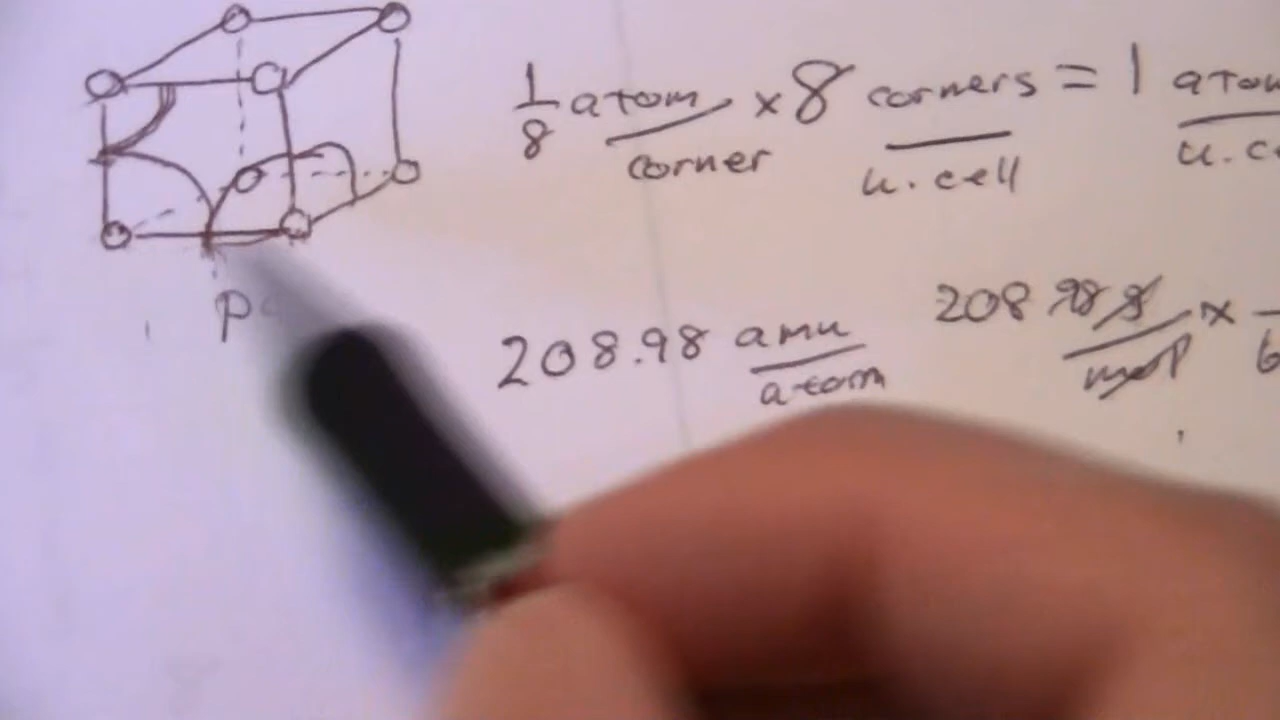 1/8 atom/corner × 8 corners/u.cell = 1 atom/u.c
208.98 amu/atom
208.98 g/mol ×